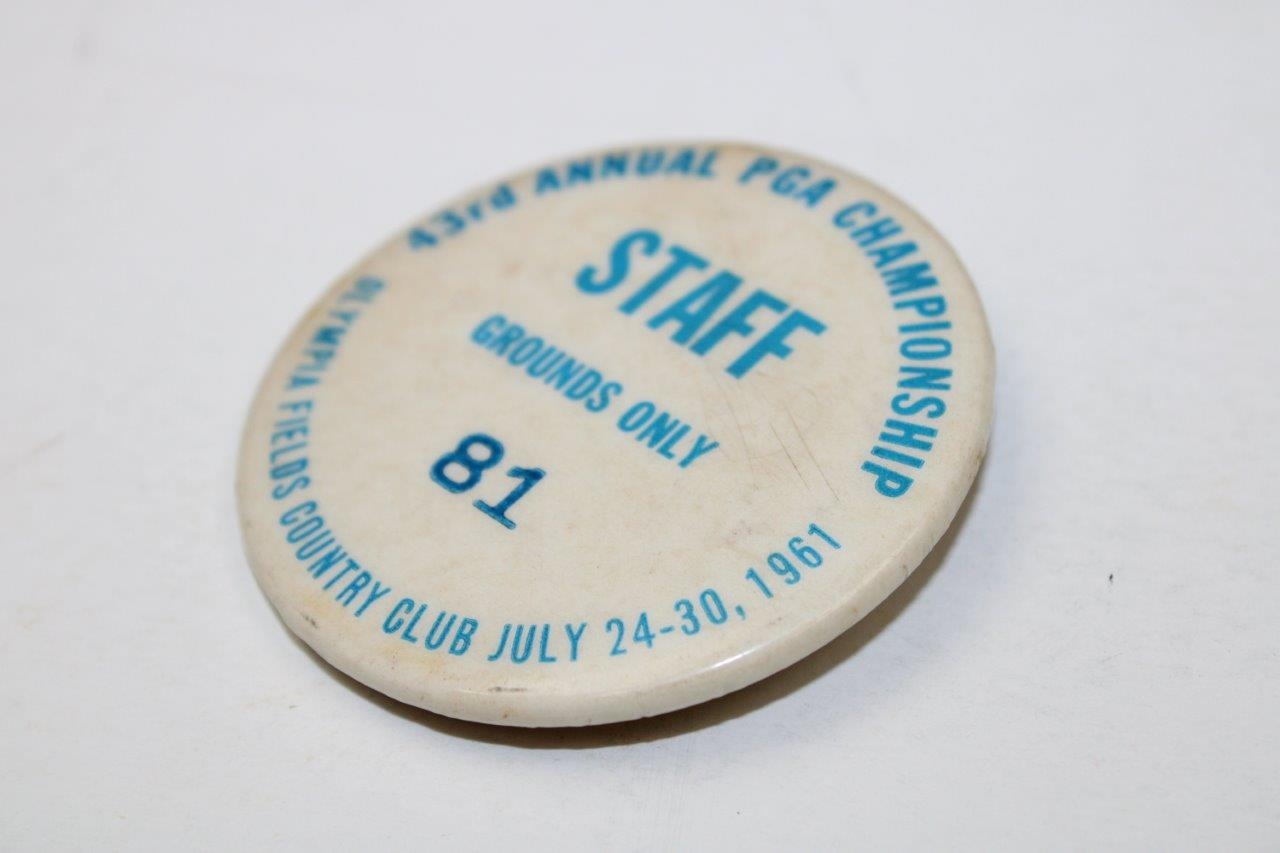 43rd ANNUAL PGA CHAMPIONSHIP
STAFF
GROUNDS ONLY
81
OLYMPIA FIELDS COUNTRY CLUB JULY 24-30, 1961